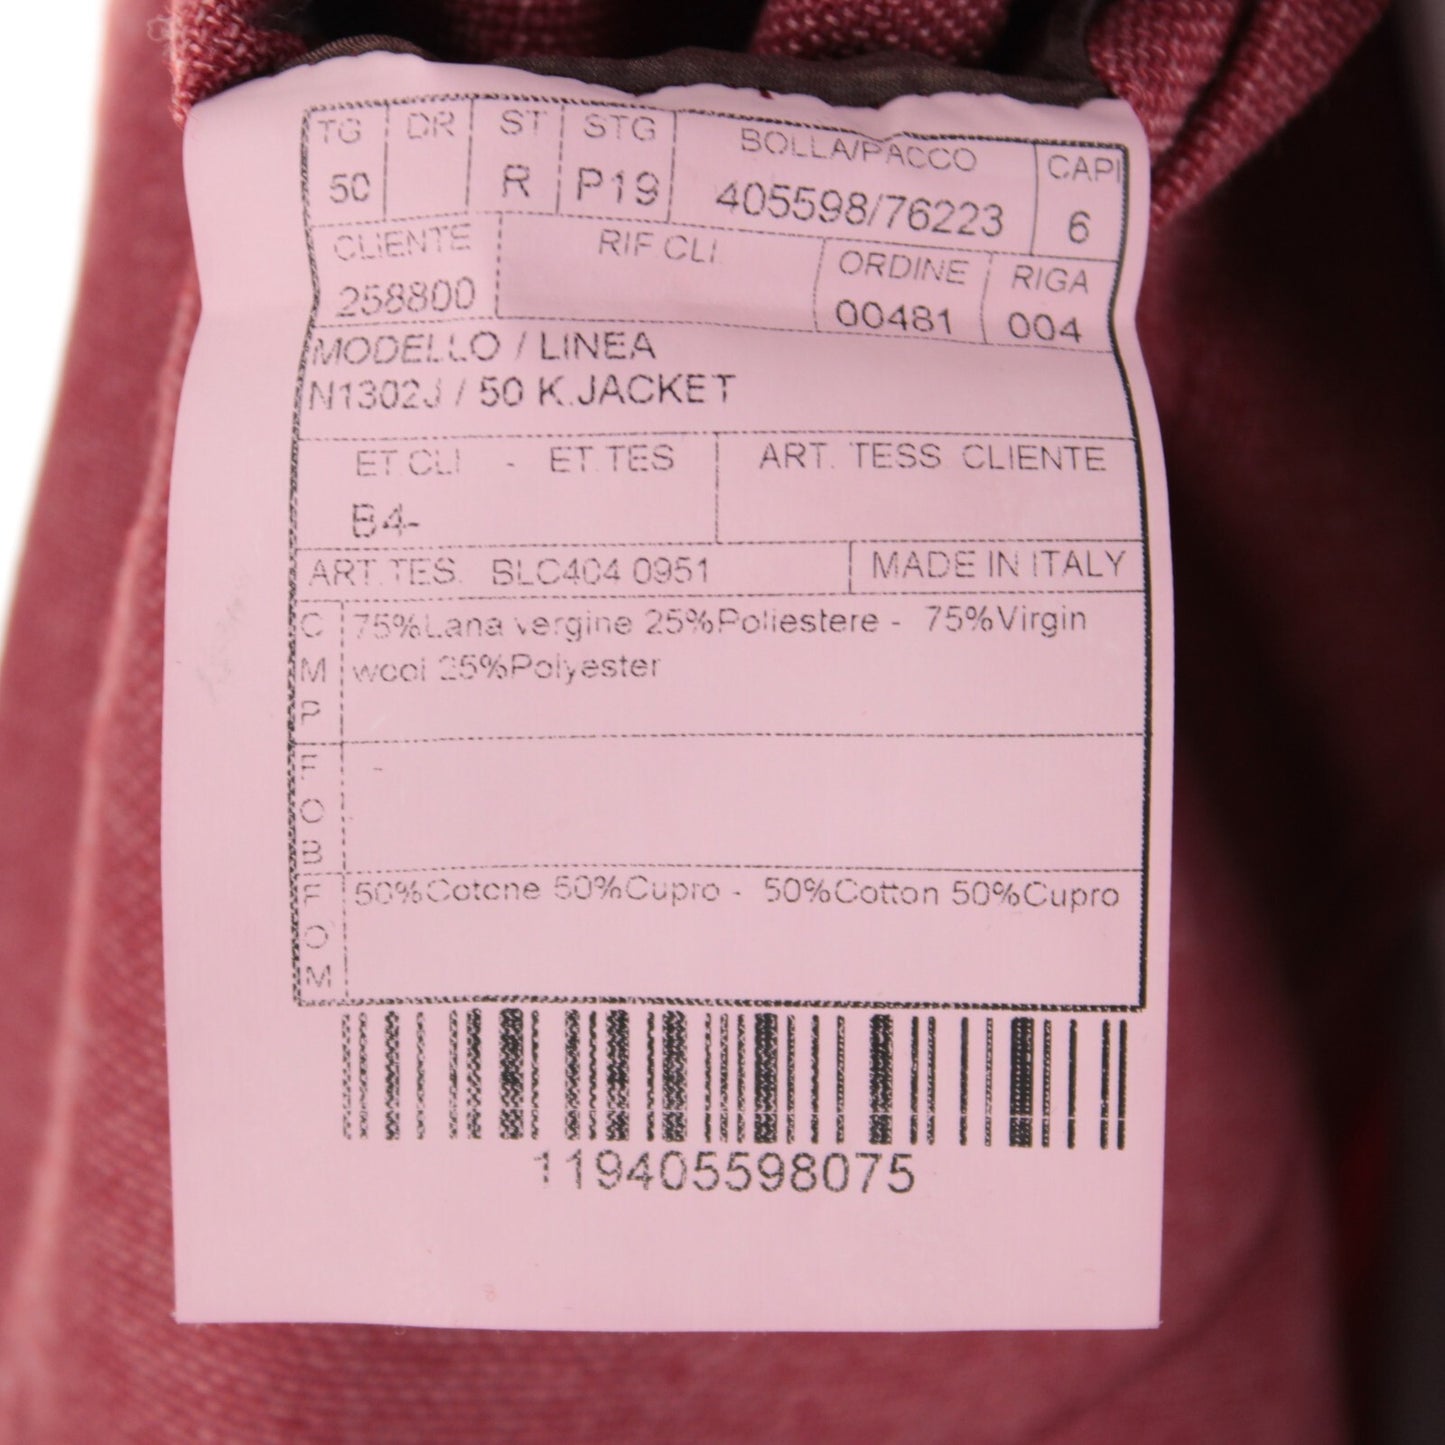 TG DR ST STG BOLLA/PACCO CAPI
50 R P19 405598/76223 6
CLIENTE RIF CLI. ORDINE RIGA
258800 00481 004
MODELLO / LINEA
N1302J / 50 K.JACKET
ET.CLI - ET.TES ART. TESS. CLIENTE
B4-
ART.TES. BLC404 0951 MADE IN ITALY
C M P
75%Lana vergine 25%Poliestere - 75%Virgin
wool 25%Polyester
F. O B
-
F O M
50%Cotone 50%Cupro - 50%Cotton 50%Cupro
119405598075